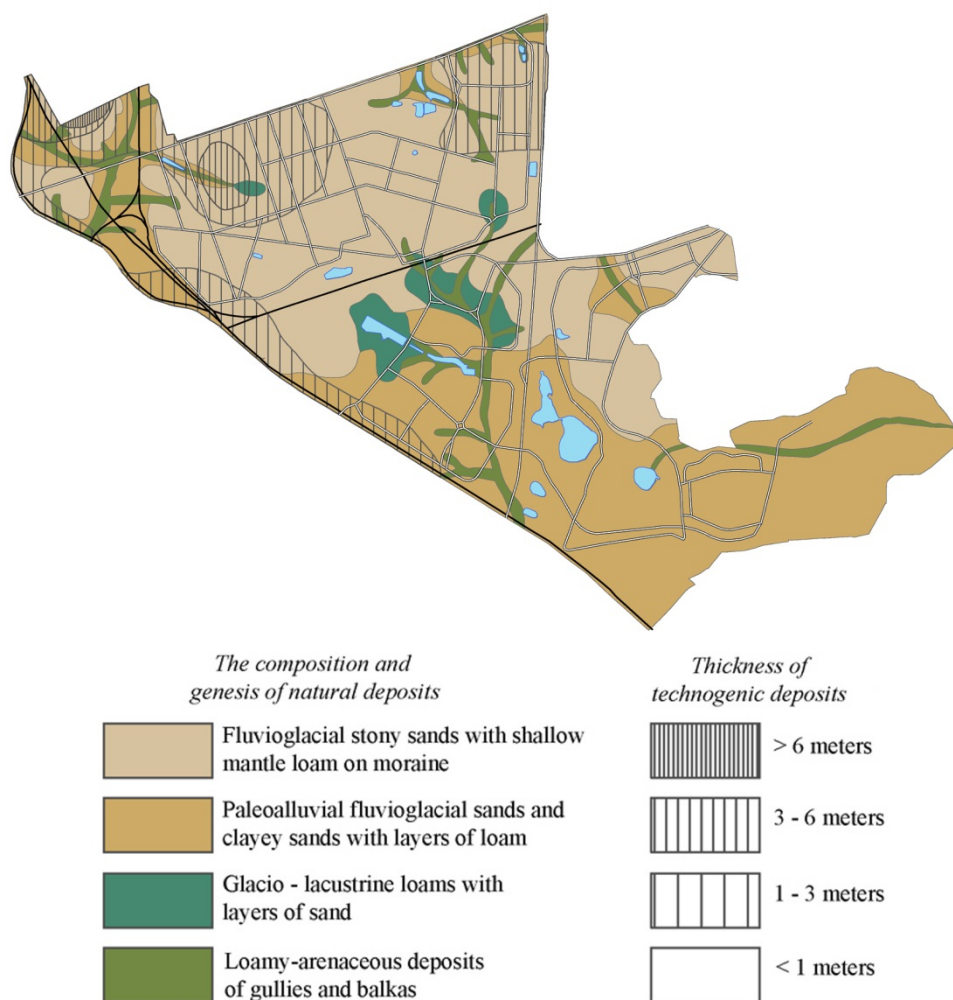 The composition and
genesis of natural deposits
Fluvioglacial stony sands with shallow
mantle loam on moraine
Paleoalluvial fluvioglacial sands and
clayey sands with layers of loam
Glacio - lacustrine loams with
layers of sand
Loamy-arenaceous deposits
of gullies and balkas
Thickness of
technogenic deposits
> 6 meters
3 - 6 meters
1 - 3 meters
< 1 meters